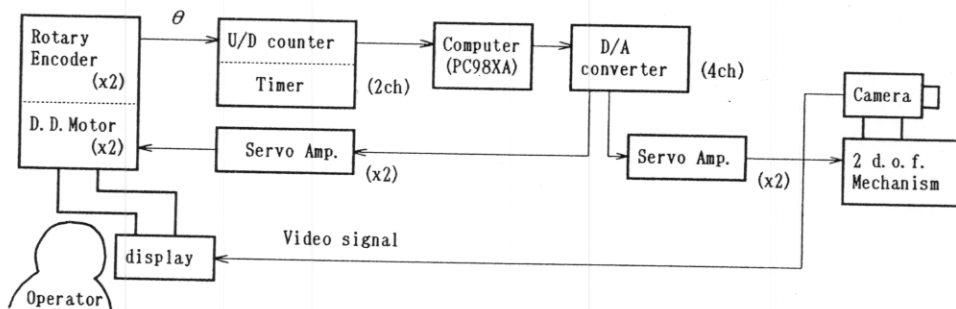 θ
Rotary
Encoder
(x2)
D.D.Motor
(x2)
U/D counter
Timer
(2ch)
Computer
(PC98XA)
D/A
converter
(4ch)
Camera
Servo Amp.
(x2)
Servo Amp.
(x2)
2 d.o.f.
Mechanism
Video signal
display
Operator